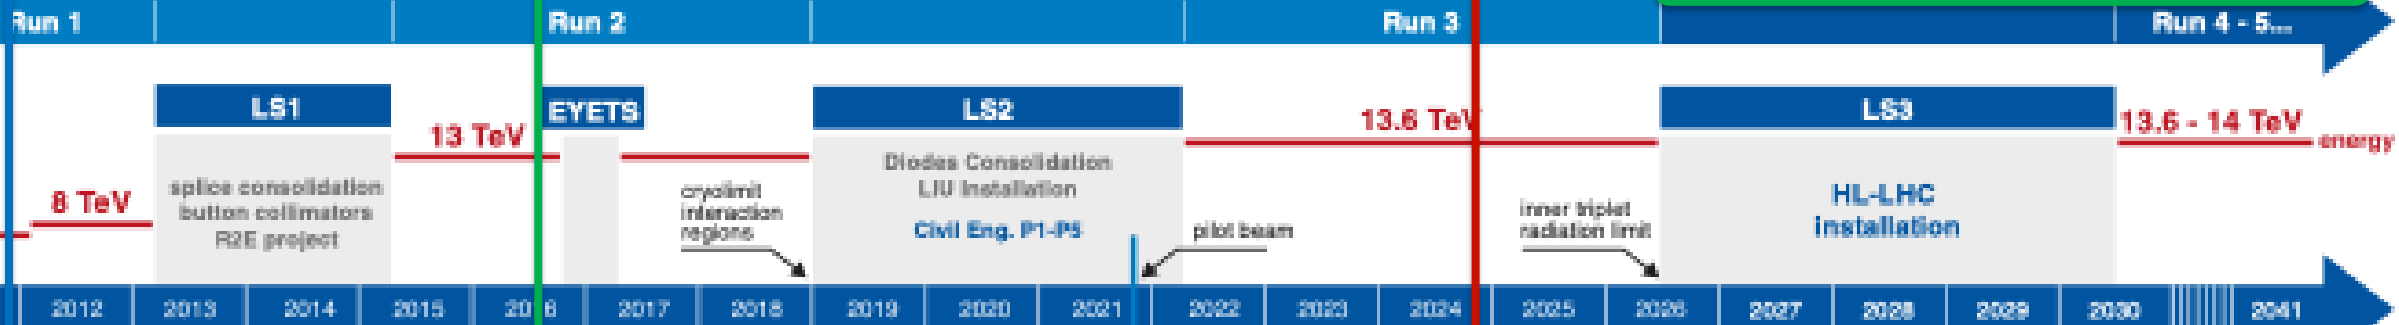 Run 1
Run 2
Run 3
Run 4 - 5...
LS1
EYETS
LS2
LS3
13 TeV
13.6 TeV
13.6 - 14 TeV
energy
8 TeV
splice consolidation
button collimators
R2E project
cryolimit
interaction
regions
Diodes Consolidation
LIU Installation
Civil Eng. P1-P5
pilot beam
inner triplet
radiation limit
HL-LHC
installation
2012
2013
2014
2015
2016
2017
2018
2019
2020
2021
2022
2023
2024
2025
2026
2027
2028
2029
2030
2041